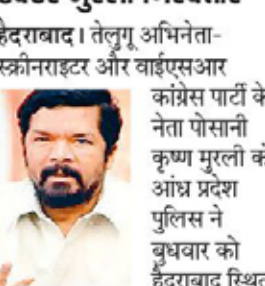 हैदराबाद। तेलुगू अभिनेता-
स्क्रीनराइटर और वाईएसआर
कांग्रेस पार्टी के
नेता पोसानी
कृष्ण मुरली को
आंध्र प्रदेश
पुलिस ने
बुधवार को
हैदराबाद स्थित